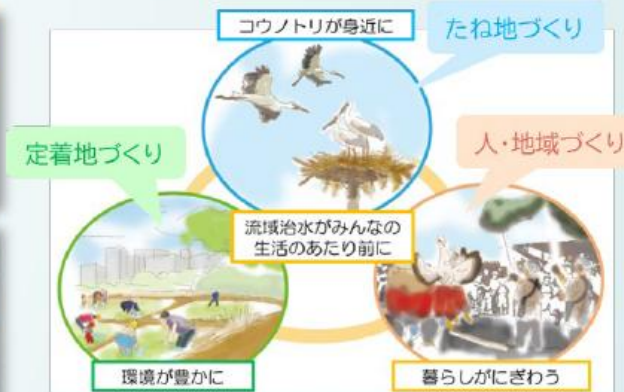 コウノトリが身近に
たね地づくり
定着地づくり
人・地域づくり
流域治水がみんなの
生活のあたり前に
環境が豊かに
暮らしがにぎわう